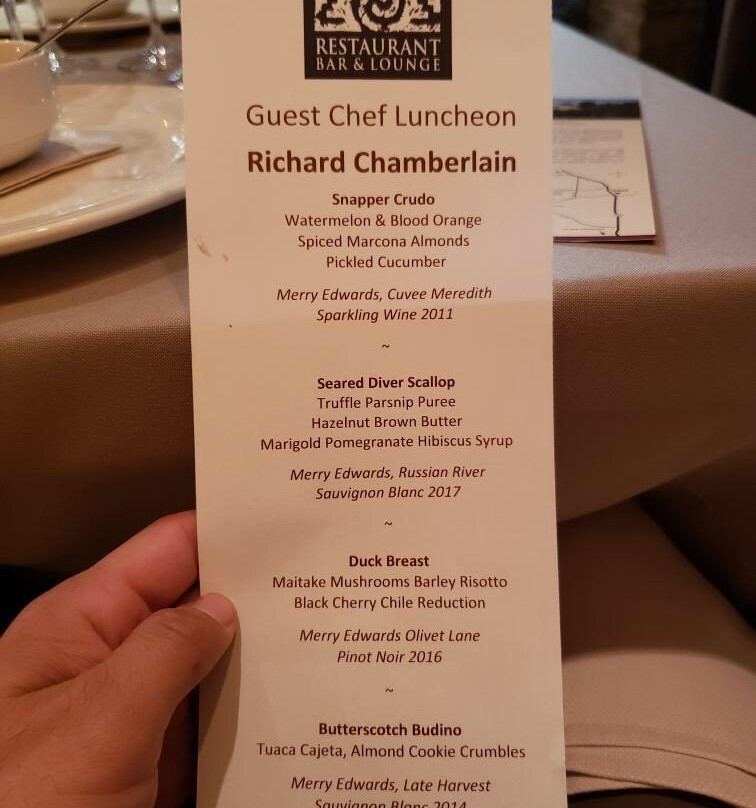 RESTAURANT
BAR & LOUNGE
Guest Chef Luncheon
Richard Chamberlain
Snapper Crudo
Watermelon & Blood Orange
Spiced Marcona Almonds
Pickled Cucumber
Merry Edwards, Cuvee Meredith
Sparkling Wine 2011
~
Seared Diver Scallop
Truffle Parsnip Puree
Hazelnut Brown Butter
Marigold Pomegranate Hibiscus Syrup
Merry Edwards, Russian River
Sauvignon Blanc 2017
~
Duck Breast
Maitake Mushrooms Barley Risotto
Black Cherry Chile Reduction
Merry Edwards Olivet Lane
Pinot Noir 2016
~
Butterscotch Budino
Tuaca Cajeta, Almond Cookie Crumbles
Merry Edwards, Late Harvest
Sauvignon Blanc 2014